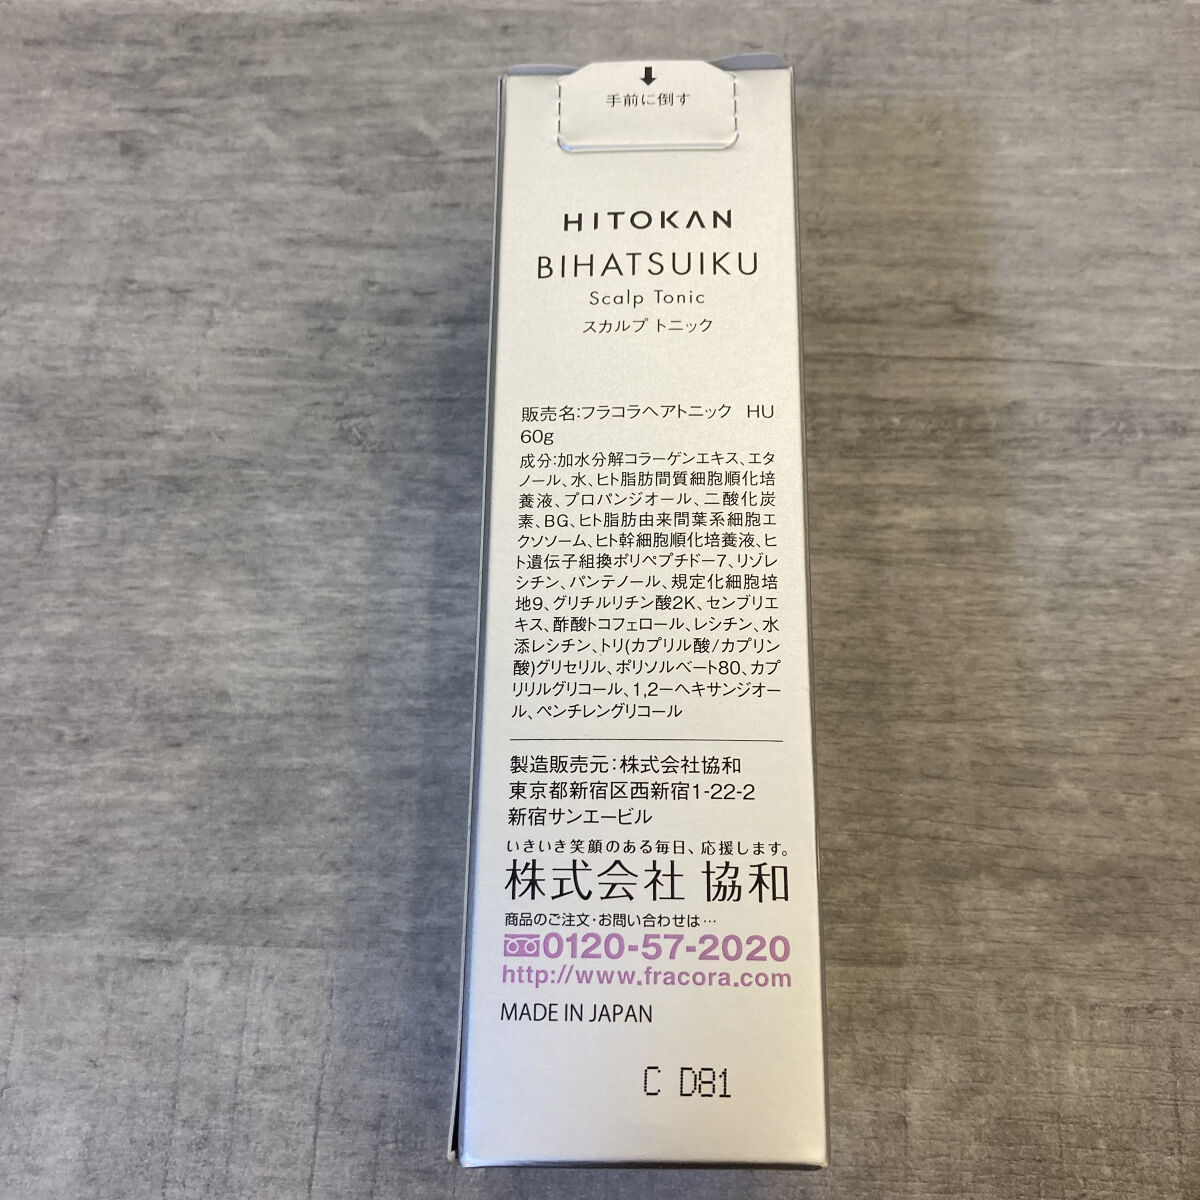 手前に倒す
HITOKAN
BIHATSUIKU
Scalp Tonic
スカルプ トニック
販売名:フラコラヘアトニック HU
60g
成分:加水分解コラーゲンエキス、エタ
ノール、水、ヒト脂肪間質細胞順化培
養液、プロパンジオール、二酸化炭
素、BG、ヒト脂肪由来間葉系細胞エ
クソソーム、ヒト幹細胞順化培養液、ヒ
ト遺伝子組換ポリペプチドー7、リゾレ
シチン、パンテノール、規定化細胞培
地9、グリチルリチン酸2K、センブリエ
キス、酢酸トコフェロール、レシチン、水
添レシチン、トリ(カプリル酸/カプリン
酸)グリセリル、ポリソルベート80、カプ
リリルグリコール、1,2ーヘキサンジオー
ル、ペンチレングリコール
製造販売元:株式会社協和
東京都新宿区西新宿1-22-2
新宿サンエービル
いきいき笑顔のある毎日、応援します。
株式会社 協和
商品のご注文・お問い合わせは…
0120-57-2020
http://www.fracora.com
MADE IN JAPAN
C D81